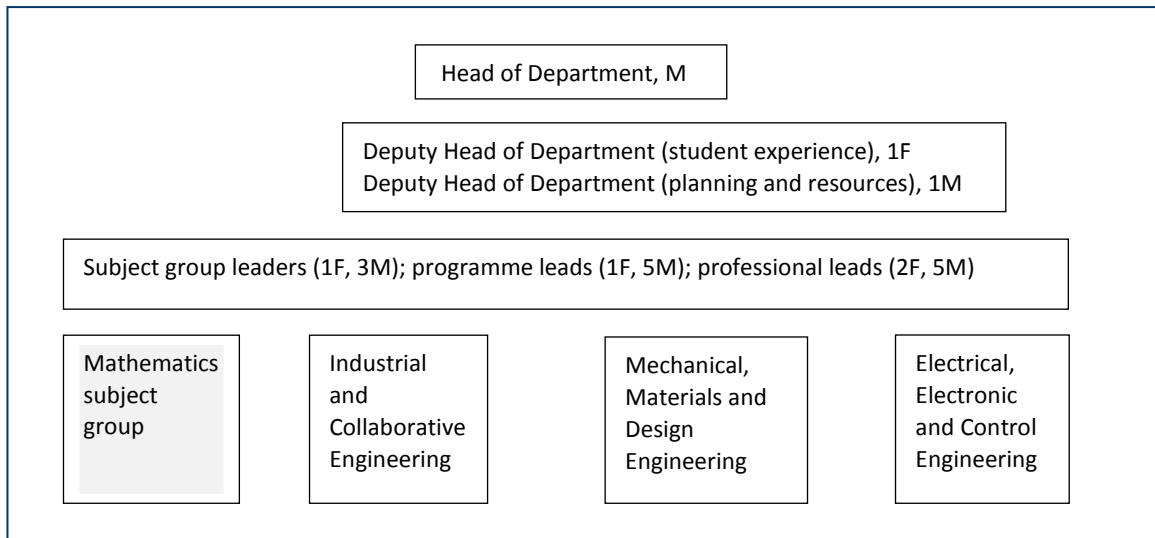 Head of Department, M
Deputy Head of Department (student experience), 1F
Deputy Head of Department (planning and resources), 1M
Subject group leaders (1F, 3M); programme leads (1F, 5M); professional leads (2F, 5M)
Mathematics
subject
group
Industrial
and
Collaborative
Engineering
Mechanical,
Materials and
Design
Engineering
Electrical,
Electronic
and Control
Engineering